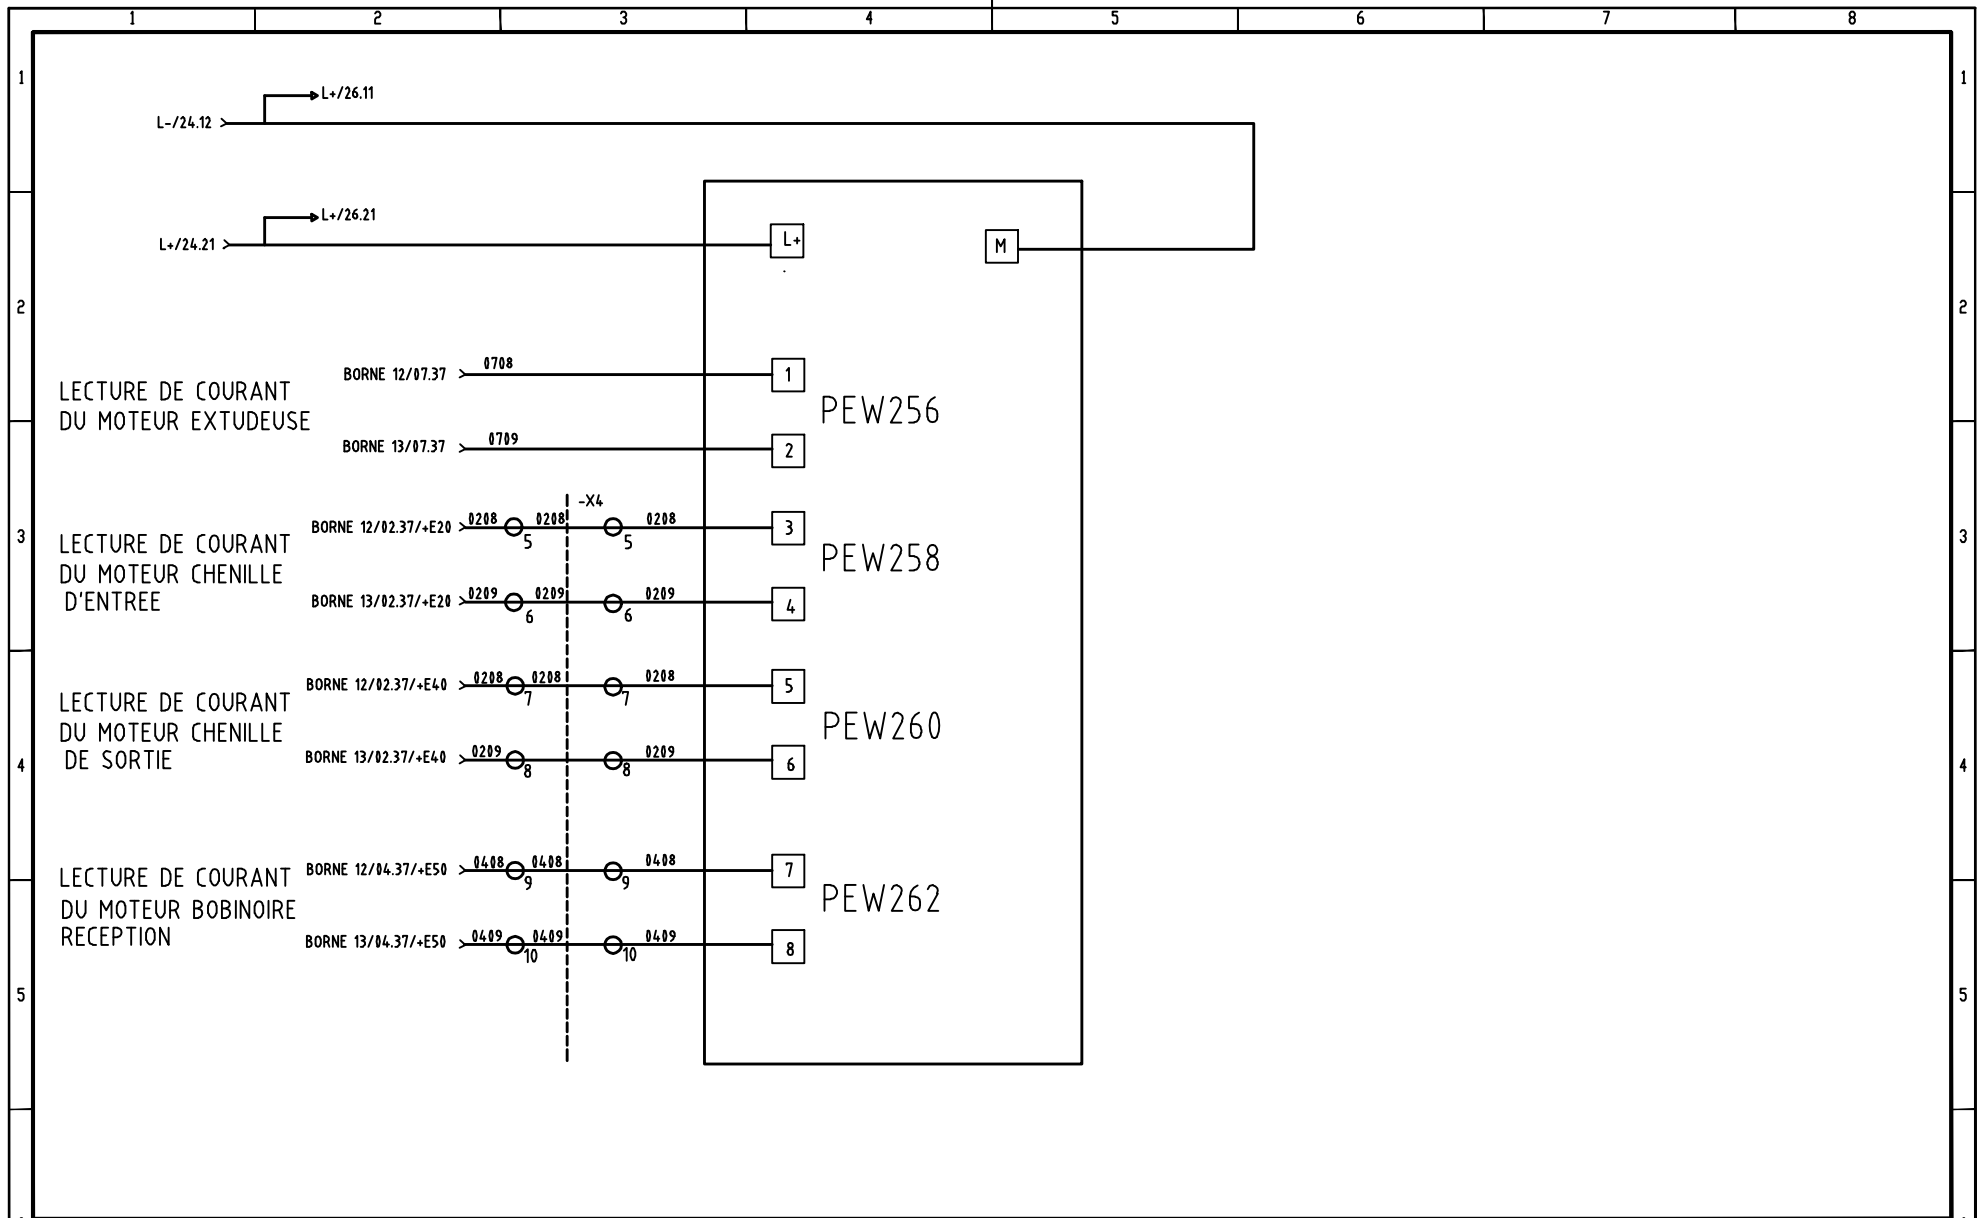 1 2 3 4 5 6 7 8
1 1
L+/26.11
L-/24.12
L+/26.21
L+/24.21
L+ M
2 2
LECTURE DE COURANT
DU MOTEUR EXTUDEUSE
BORNE 12/07.37 0708 1
PEW256
BORNE 13/07.37 0709 2
-X4
3 3
LECTURE DE COURANT
DU MOTEUR CHENILLE
D'ENTREE
BORNE 12/02.37/+E20 0208 5 0208 5 0208 3
PEW258
BORNE 13/02.37/+E20 0209 6 0209 6 0209 4
LECTURE DE COURANT
DU MOTEUR CHENILLE
DE SORTIE
BORNE 12/02.37/+E40 0208 7 0208 7 0208 5
PEW260
BORNE 13/02.37/+E40 0209 8 8 0209 6
4 4
LECTURE DE COURANT
DU MOTEUR BOBINOIRE
RECEPTION
BORNE 12/04.37/+E50 0408 9 0408 9 0408 7
PEW262
BORNE 13/04.37/+E50 0409 10 0409 10 0409 8
5 5